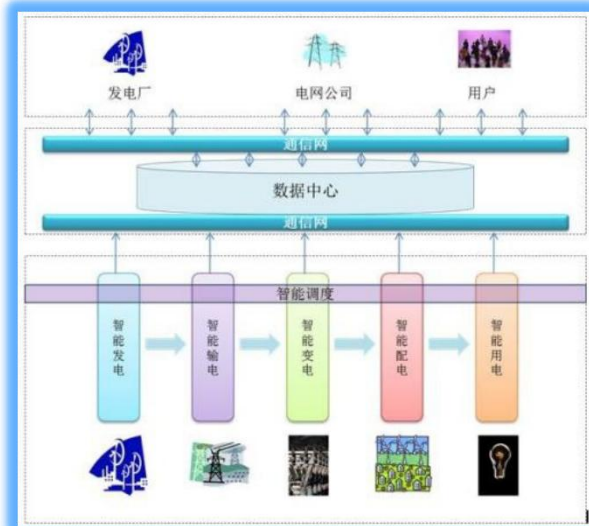 发电厂
电网公司
用户
通信网
数据中心
通信网
智能调度
智能发电
智能输电
智能变电
智能配电
智能用电